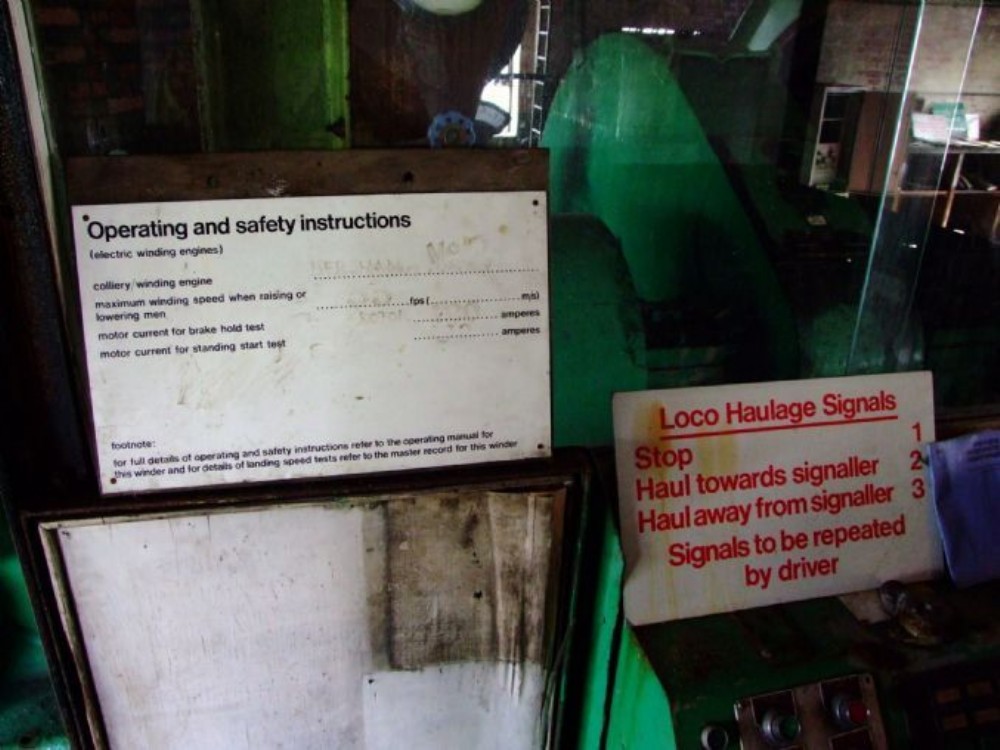 Operating and safety instructions
(electric winding engines)
colliery/winding engine
maximum winding speed when raising or
lowering men
fps ( m/s)
motor current for brake hold test
amperes
motor current for standing start test
amperes
footnote:
for full details of operating and safety instructions refer to the operating manual for
this winder and for details of landing speed tests refer to the master record for this winder
Loco Haulage Signals
Stop 1
Haul towards signaller 2
Haul away from signaller 3
Signals to be repeated
by driver